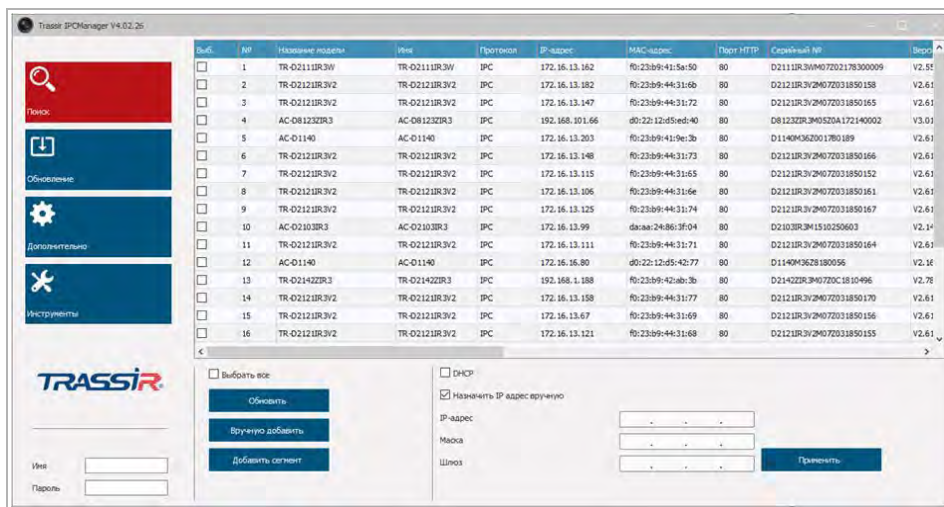 Trassir IPCManager V4.02.26
Выб. № Название модели Имя Протокол IP-адрес MAC-адрес Порт HTTP Серийный № Верс
1 TR-D2111IR3W TR-D2111IR3W IPC 172.16.13.162 f0:23:b9:41:5a:50 80 D2111IR3WM07Z02178300009 V2.55
2 TR-D2121IR3V2 TR-D2121IR3V2 IPC 172.16.13.182 f0:23:b9:44:31:6b 80 D2121IR3V2M07Z031850158 V2.61
3 TR-D2121IR3V2 TR-D2121IR3V2 IPC 172.16.13.147 f0:23:b9:44:31:72 80 D2121IR3V2M07Z031850165 V2.61
4 AC-D8123ZIR3 AC-D8123ZIR3 IPC 192.168.101.66 d0:22:12:d5:ed:40 80 D8123ZIR3M05Z0A172140002 V3.01
5 AC-D1140 AC-D1140 IPC 172.16.13.203 f0:23:b9:41:9e:3b 80 D1140M36Z001780189 V2.61
6 TR-D2121IR3V2 TR-D2121IR3V2 IPC 172.16.13.148 f0:23:b9:44:31:73 80 D2121IR3V2M07Z031850166 V2.61
7 TR-D2121IR3V2 TR-D2121IR3V2 IPC 172.16.13.115 f0:23:b9:44:31:65 80 D2121IR3V2M07Z031850152 V2.61
8 TR-D2121IR3V2 TR-D2121IR3V2 IPC 172.16.13.106 f0:23:b9:44:31:6e 80 D2121IR3V2M07Z031850161 V2.61
9 TR-D2121IR3V2 TR-D2121IR3V2 IPC 172.16.13.125 f0:23:b9:44:31:74 80 D2121IR3V2M07Z031850167 V2.61
10 AC-D2103IR3 AC-D2103IR3 IPC 172.16.13.99 da:aa:24:86:3f:04 80 D2103IR3M1510250603 V2.14
11 TR-D2121IR3V2 TR-D2121IR3V2 IPC 172.16.13.111 f0:23:b9:44:31:71 80 D2121IR3V2M07Z031850164 V2.61
12 AC-D1140 AC-D1140 IPC 172.16.16.80 d0:22:12:d5:42:77 80 D1140M36Z8180056 V2.16
13 TR-D2142ZIR3 TR-D2142ZIR3 IPC 192.168.1.188 f0:23:b9:42:ab:3b 80 D2142ZIR3M07Z0C1810496 V2.78
14 TR-D2121IR3V2 TR-D2121IR3V2 IPC 172.16.13.158 f0:23:b9:44:31:77 80 D2121IR3V2M07Z031850170 V2.61
15 TR-D2121IR3V2 TR-D2121IR3V2 IPC 172.16.13.67 f0:23:b9:44:31:69 80 D2121IR3V2M07Z031850156 V2.61
16 TR-D2121IR3V2 TR-D2121IR3V2 IPC 172.16.13.121 f0:23:b9:44:31:68 80 D2121IR3V2M07Z031850155 V2.61
Поиск
Обновление
Дополнительно
Инструменты
TRASSIR
Имя
Пароль
Выбрать все
Обновить
Вручную добавить
Добавить сегмент
DHCP
Назначить IP адрес вручную
IP-адрес
Маска
Шлюз
Применить